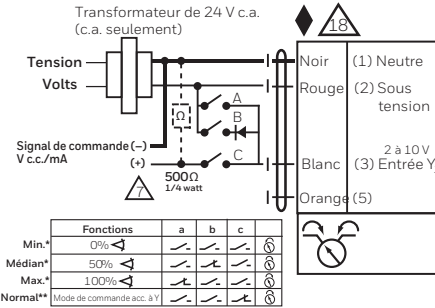 Transformateur de 24 V c.a.
(c.a. seulement)
18
Tension
Volts
Noir
(1) Neutre
Rouge
(2) Sous
tension
A
B
C
Ω
Signal de commande (–)
V c.c./mA
(+)
500Ω
1/4 watt
7
2 à 10 V
Blanc
(3) Entrée Y
Orange
(5)
Fonctions a b c
Min.* 0%
Médian* 50%
Max.* 100%
Normal** Mode de commande acc. à Y